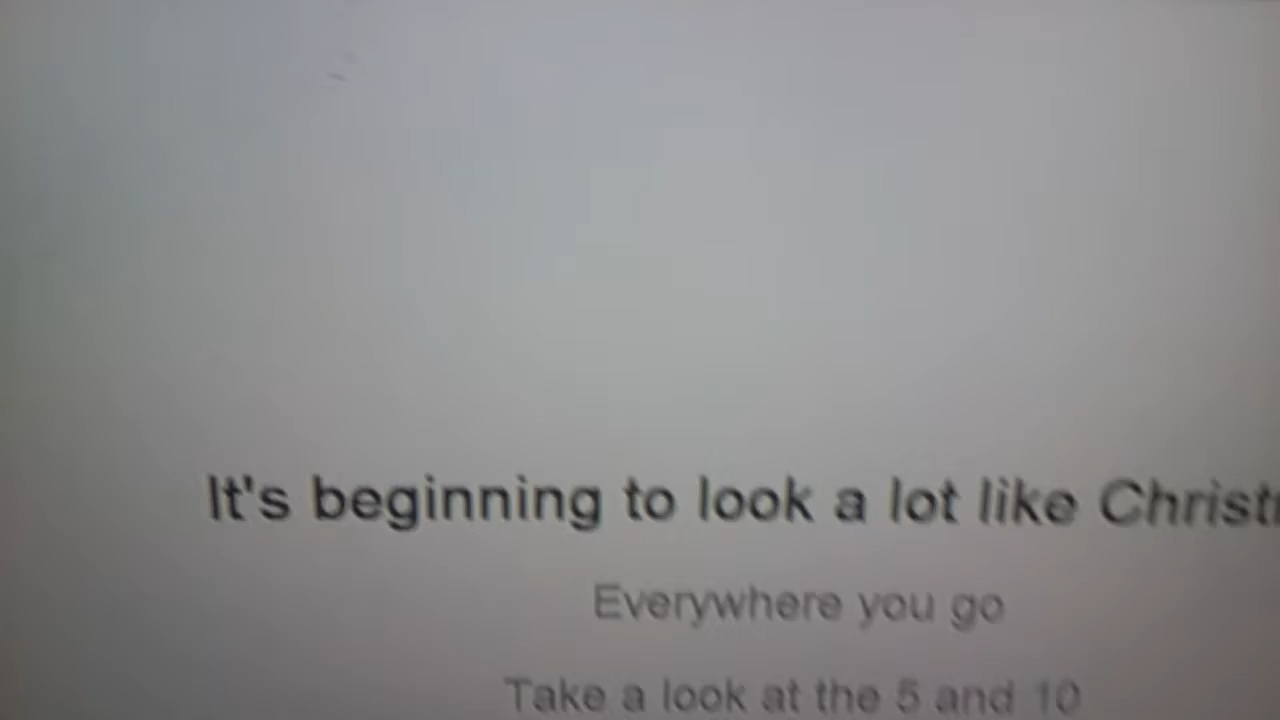 It's beginning to look a lot like Christ
Everywhere you go
Take a look at the 5 and 10